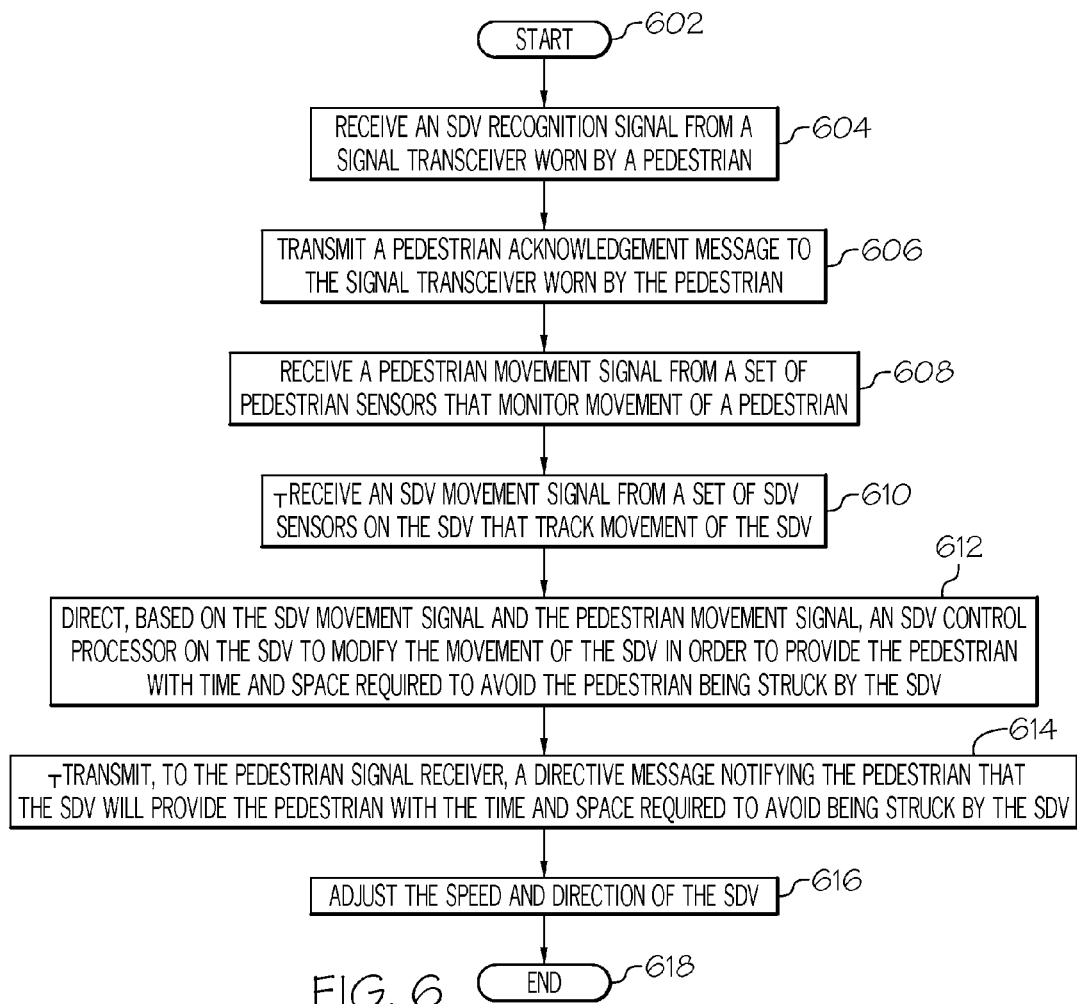 START
602
RECEIVE AN SDV RECOGNITION SIGNAL FROM A
SIGNAL TRANSCEIVER WORN BY A PEDESTRIAN
604
TRANSMIT A PEDESTRIAN ACKNOWLEDGEMENT MESSAGE TO
THE SIGNAL TRANSCEIVER WORN BY THE PEDESTRIAN
606
RECEIVE A PEDESTRIAN MOVEMENT SIGNAL FROM A SET OF
PEDESTRIAN SENSORS THAT MONITOR MOVEMENT OF A PEDESTRIAN
608
TRECEIVE AN SDV MOVEMENT SIGNAL FROM A SET OF SDV
SENSORS ON THE SDV THAT TRACK MOVEMENT OF THE SDV
610
612
DIRECT, BASED ON THE SDV MOVEMENT SIGNAL AND THE PEDESTRIAN MOVEMENT SIGNAL, AN SDV CONTROL
PROCESSOR ON THE SDV TO MODIFY THE MOVEMENT OF THE SDV IN ORDER TO PROVIDE THE PEDESTRIAN
WITH TIME AND SPACE REQUIRED TO AVOID THE PEDESTRIAN BEING STRUCK BY THE SDV
614
TTRANSMIT, TO THE PEDESTRIAN SIGNAL RECEIVER, A DIRECTIVE MESSAGE NOTIFYING THE PEDESTRIAN THAT
THE SDV WILL PROVIDE THE PEDESTRIAN WITH THE TIME AND SPACE REQUIRED TO AVOID BEING STRUCK BY THE SDV
ADJUST THE SPEED AND DIRECTION OF THE SDV
616
END
618
FIG. 6